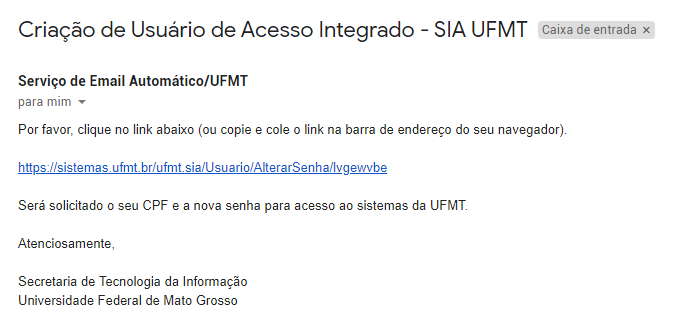 Criação de Usuário de Acesso Integrado - SIA UFMT Caixa de entrada x
Serviço de Email Automático/UFMT
para mim
Por favor, clique no link abaixo (ou copie e cole o link na barra de endereço do seu navegador).
https://sistemas.ufmt.br/ufmt.sia/Usuario/AlterarSenha/lvgewvbe
Será solicitado o seu CPF e a nova senha para acesso ao sistemas da UFMT.
Atenciosamente,
Secretaria de Tecnologia da Informação
Universidade Federal de Mato Grosso